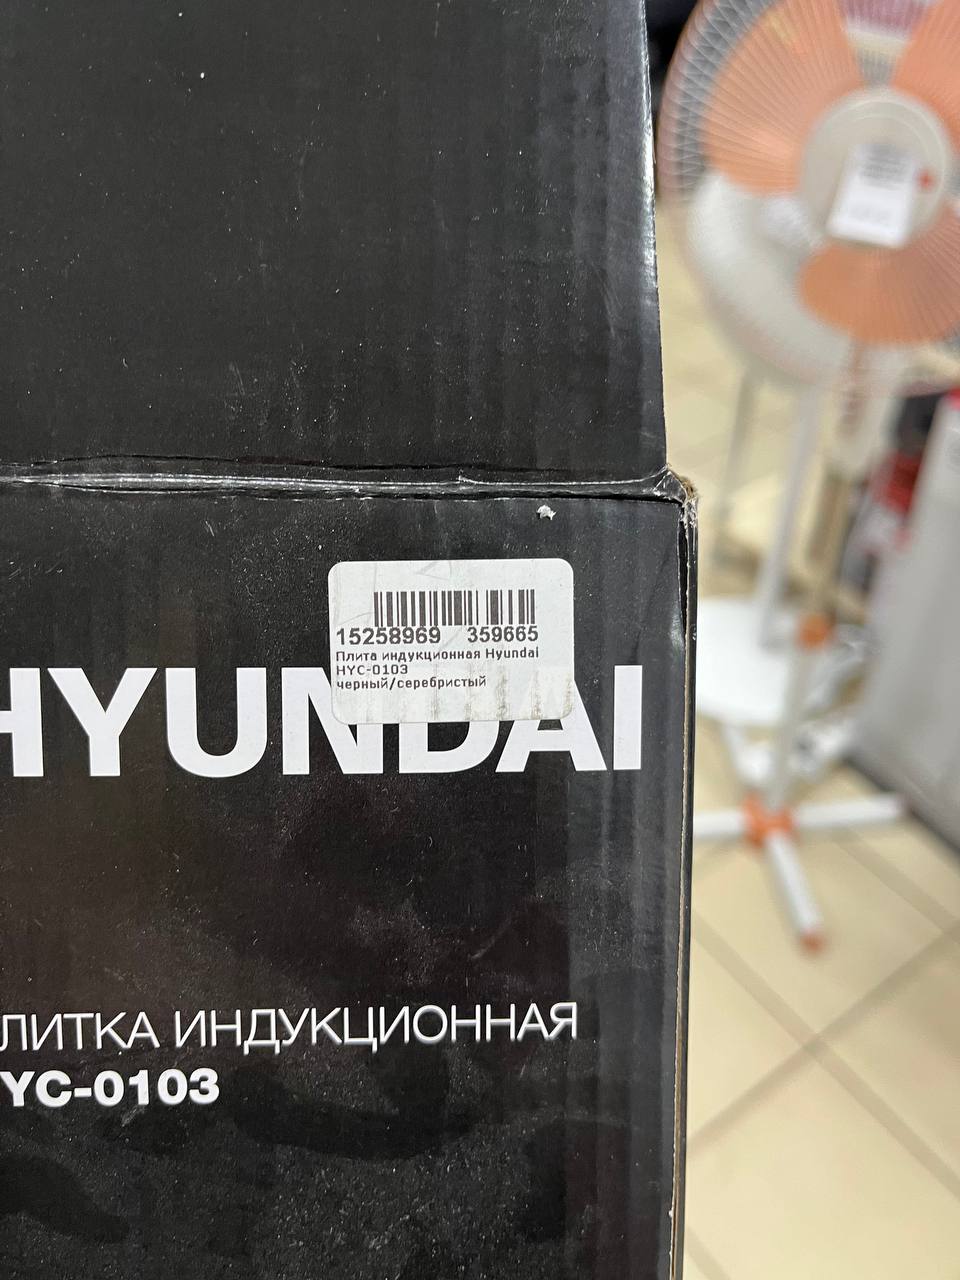 15258969 359665
Плита индукционная Hyundai
HYC-0103
черный/серебристый
HYUNDAI
ЛИТКА ИНДУКЦИОННАЯ
YC-0103